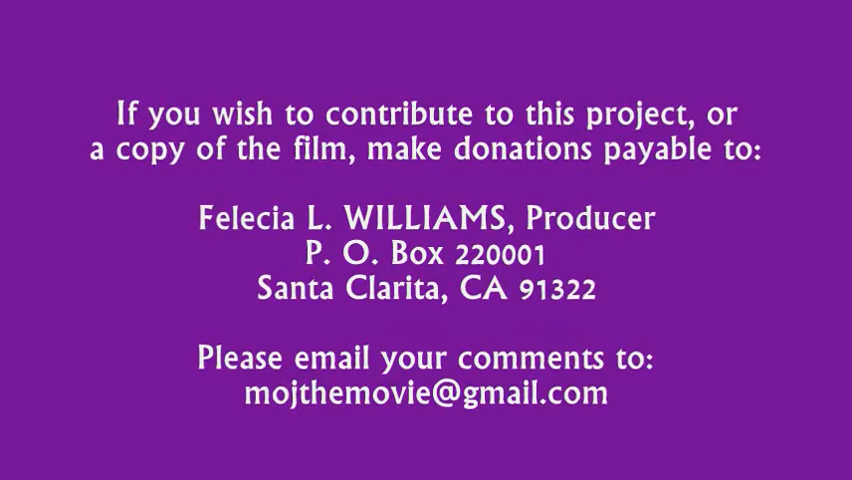 If you wish to contribute to this project, or
a copy of the film, make donations payable to:
Felecia L. WILLIAMS, Producer
P. O. Box 220001
Santa Clarita, CA 91322
Please email your comments to:
mojthemovie@gmail.com